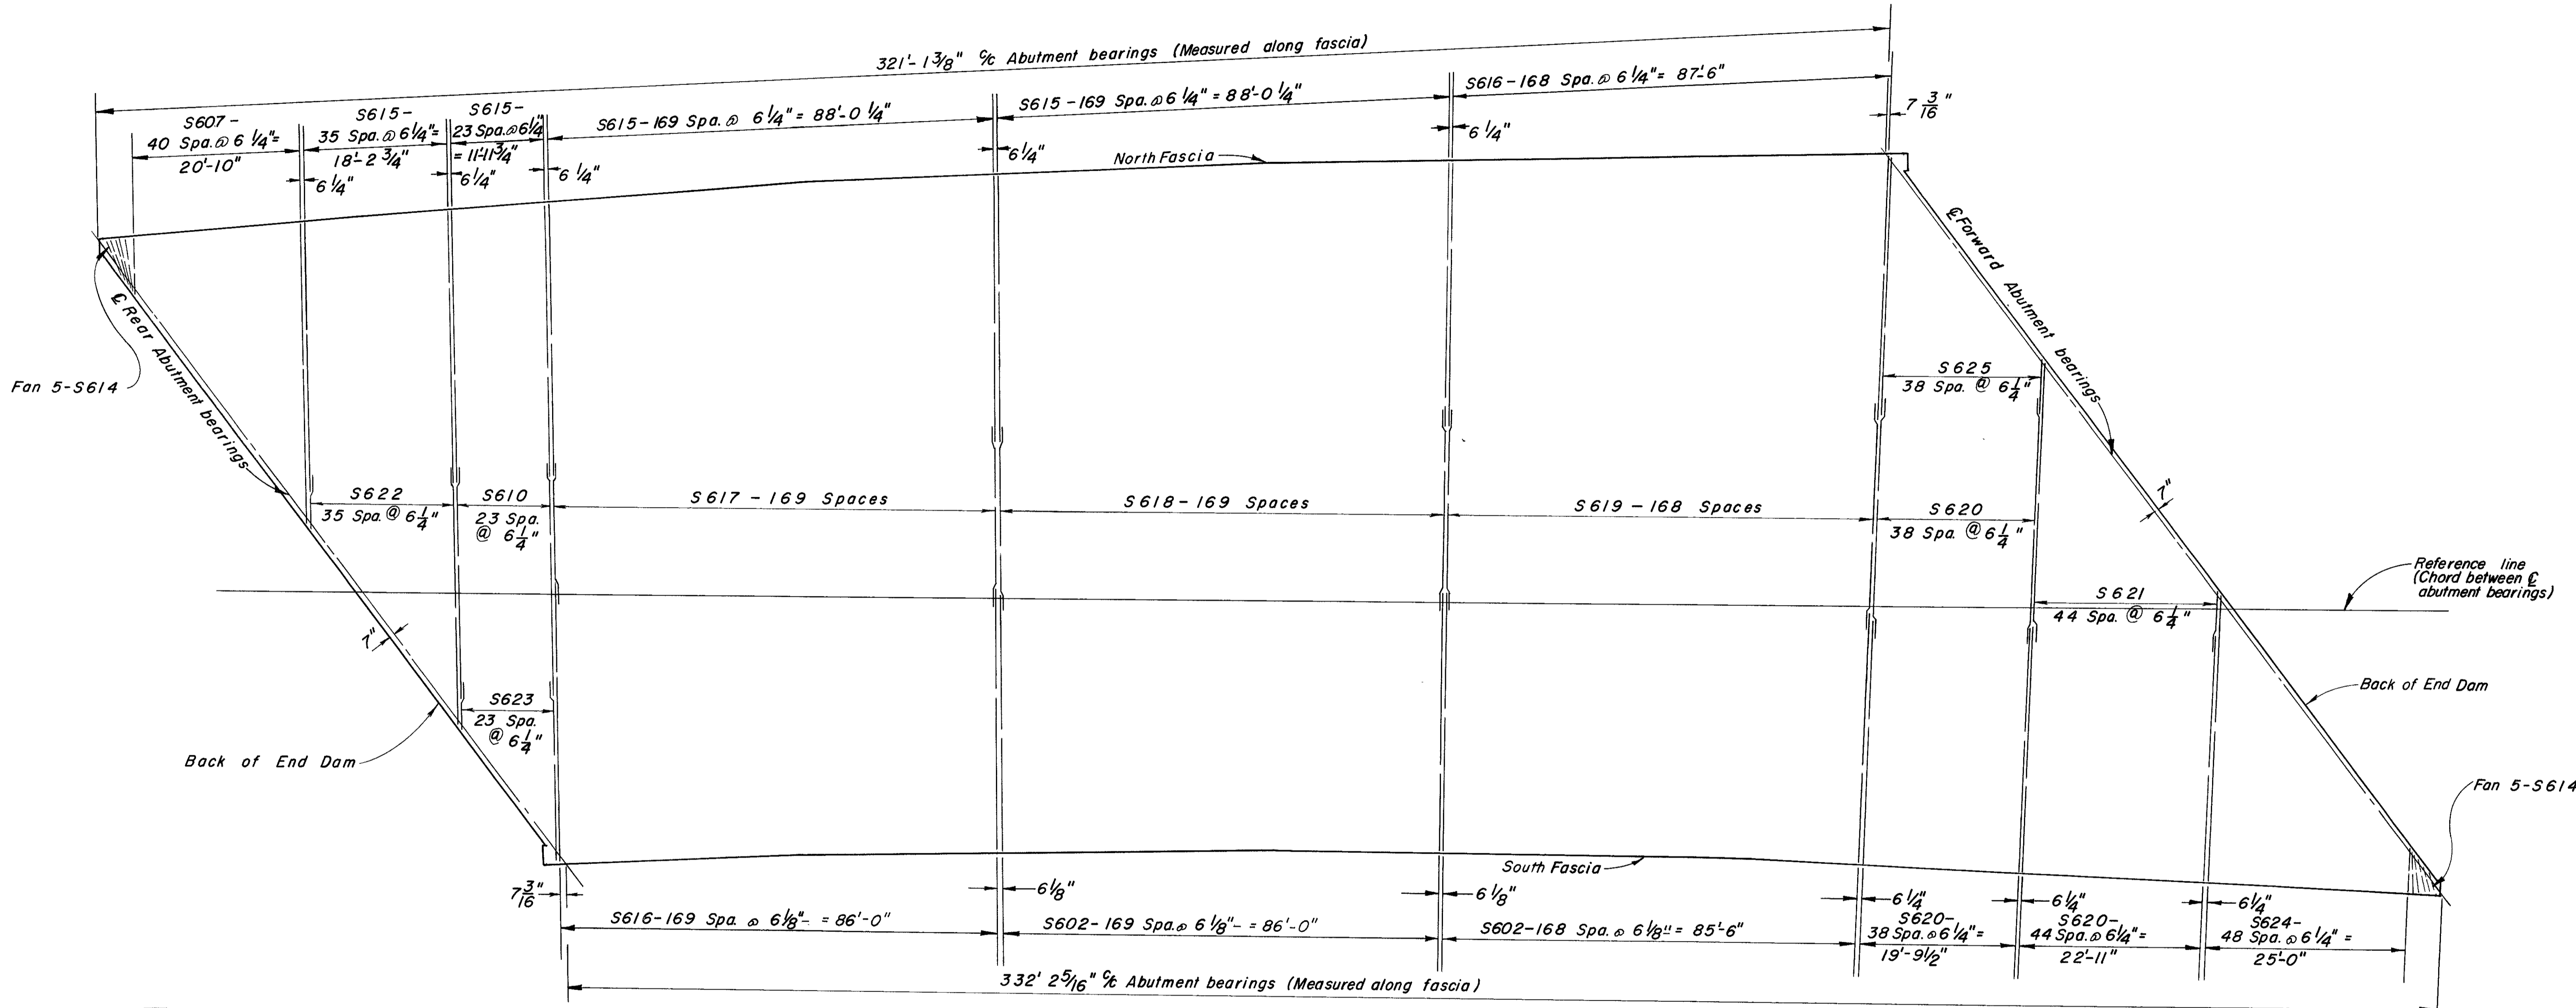 321'-1 3/8" C/C Abutment bearings (Measured along fascia)
S607-
40 Spa. @ 6 1/4"=
20'-10"
S615-
35 Spa. @ 6 1/4"=
18'-2 3/4"
S615-
23 Spa. @ 6 1/4"
= 11'-11 3/4"
S615-169 Spa. @ 6 1/4" = 88'-0 1/4"
S615-169 Spa. @ 6 1/4" = 88'-0 1/4"
S616-168 Spa. @ 6 1/4" = 87'-6"
7 3/16"
6 1/4"
6 1/4"
6 1/4"
6 1/4"
6 1/4"
North Fascia
℄ Rear Abutment bearings
℄ Forward Abutment bearings
Fan 5-S614
S625
38 Spa. @ 6 1/4"
S622
35 Spa. @ 6 1/4"
S610
23 Spa.
@ 6 1/4"
S617 - 169 Spaces
S618 - 169 Spaces
S619 - 168 Spaces
S620
38 Spa. @ 6 1/4"
7"
Reference line
(Chord between ℄
abutment bearings)
S621
44 Spa. @ 6 1/4"
7"
S623
23 Spa.
@ 6 1/4"
Back of End Dam
Back of End Dam
Fan 5-S614
South Fascia
7 3/16"
6 1/8"
6 1/8"
6 1/4"
6 1/4"
6 1/4"
S616-169 Spa. @ 6 1/8"- = 86'-0"
S602-169 Spa. @ 6 1/8"- = 86'-0"
S602-168 Spa. @ 6 1/8"- = 85'-6"
S620-
38 Spa. @ 6 1/4"=
19'-9 1/2"
S620-
44 Spa. @ 6 1/4"=
22'-11"
S624-
48 Spa. @ 6 1/4" =
25'-0"
332' 2 5/16" C/C Abutment bearings (Measured along fascia)